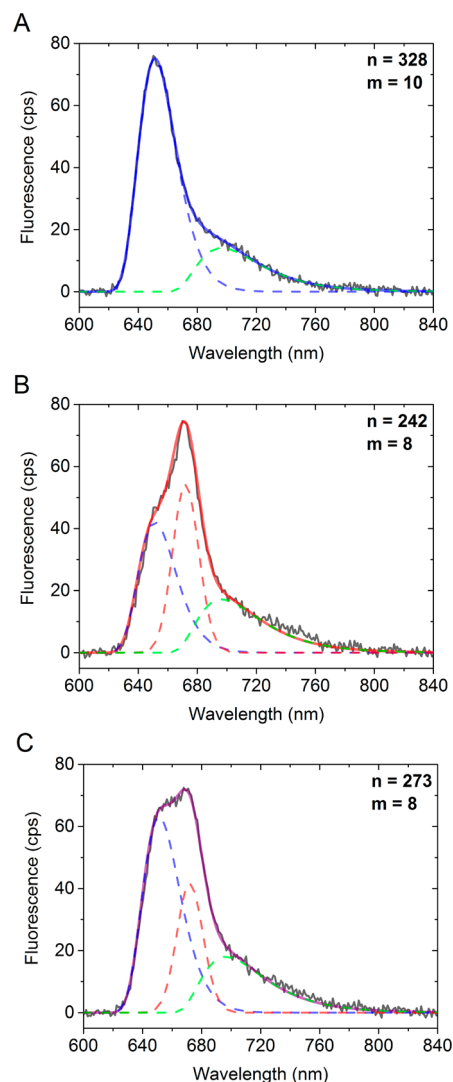 A
80
60
40
20
0
Fluorescence (cps)
n = 328
m = 10
600 640 680 720 760 800 840
Wavelength (nm)
B
80
60
40
20
0
Fluorescence (cps)
n = 242
m = 8
600 640 680 720 760 800 840
Wavelength (nm)
C
80
60
40
20
0
Fluorescence (cps)
n = 273
m = 8
600 640 680 720 760 800 840
Wavelength (nm)